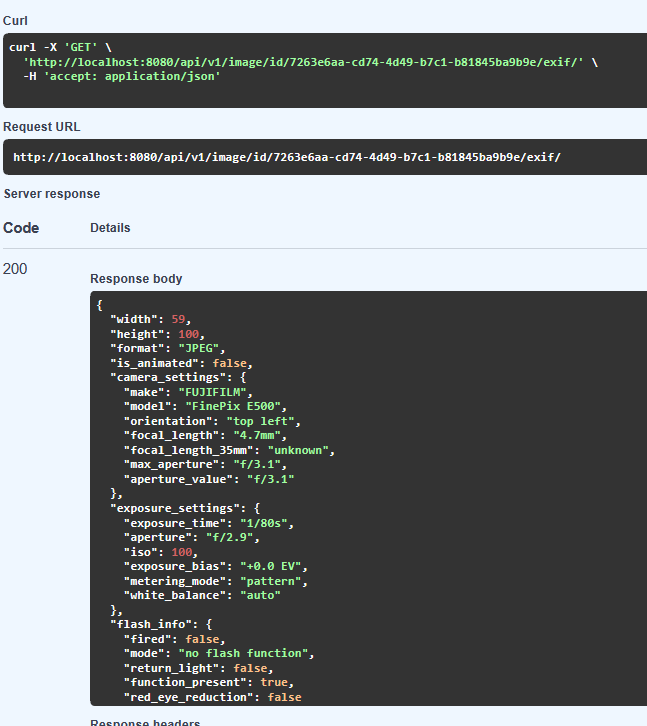 Curl
curl -X 'GET' \
'http://localhost:8080/api/v1/image/id/7263e6aa-cd74-4d49-b7c1-b81845ba9b9e/exif/' \
-H 'accept: application/json'
Request URL
http://localhost:8080/api/v1/image/id/7263e6aa-cd74-4d49-b7c1-b81845ba9b9e/exif/
Server response
Code Details
200
Response body
{
"width": 59,
"height": 100,
"format": "JPEG",
"is_animated": false,
"camera_settings": {
"make": "FUJIFILM",
"model": "FinePix E500",
"orientation": "top left",
"focal_length": "4.7mm",
"focal_length_35mm": "unknown",
"max_aperture": "f/3.1",
"aperture_value": "f/3.1"
},
"exposure_settings": {
"exposure_time": "1/80s",
"aperture": "f/2.9",
"iso": 100,
"exposure_bias": "+0.0 EV",
"metering_mode": "pattern",
"white_balance": "auto"
},
"flash_info": {
"fired": false,
"mode": "no flash function",
"return_light": false,
"function_present": true,
"red_eye_reduction": false
Response headers